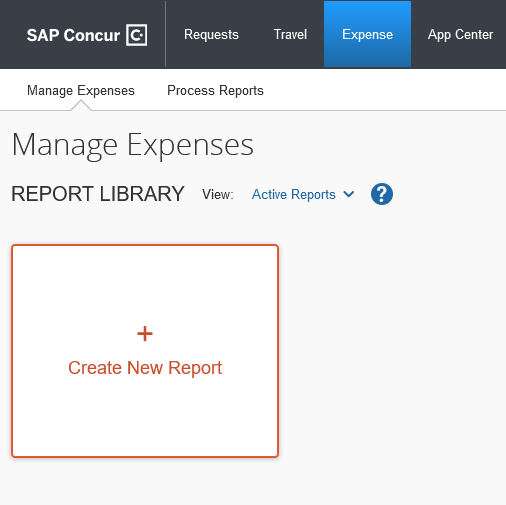 SAP Concur C Requests Travel Expense App Center
Manage Expenses Process Reports
Manage Expenses
REPORT LIBRARY View: Active Reports ?
+
Create New Report